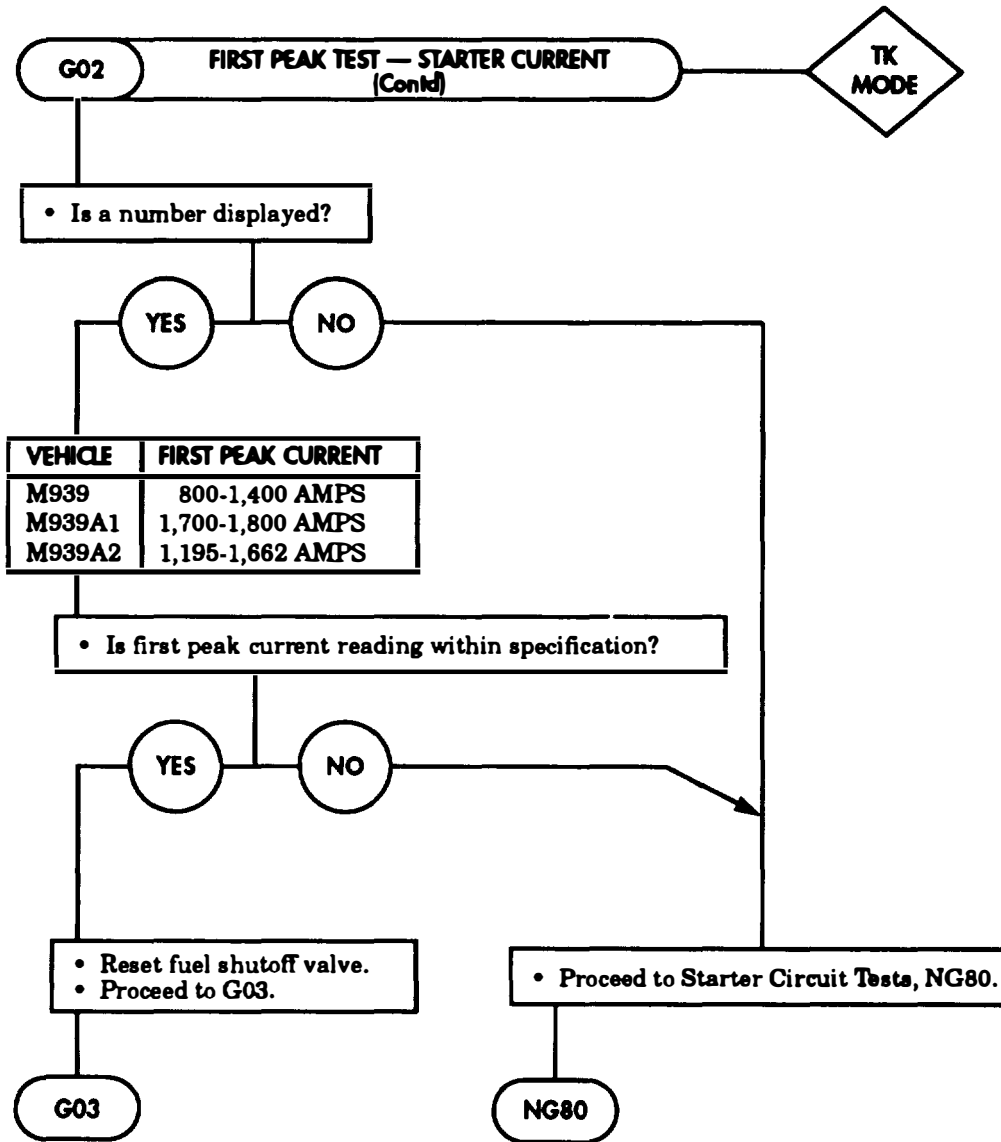 G02
FIRST PEAK TEST — STARTER CURRENT
(Contd)
TK
MODE
• Is a number displayed?
YES
NO
VEHICLE FIRST PEAK CURRENT
M939 800-1,400 AMPS
M939A1 1,700-1,800 AMPS
M939A2 1,195-1,662 AMPS
• Is first peak current reading within specification?
YES
NO
• Reset fuel shutoff valve.
• Proceed to G03.
• Proceed to Starter Circuit Tests, NG80.
G03
NG80